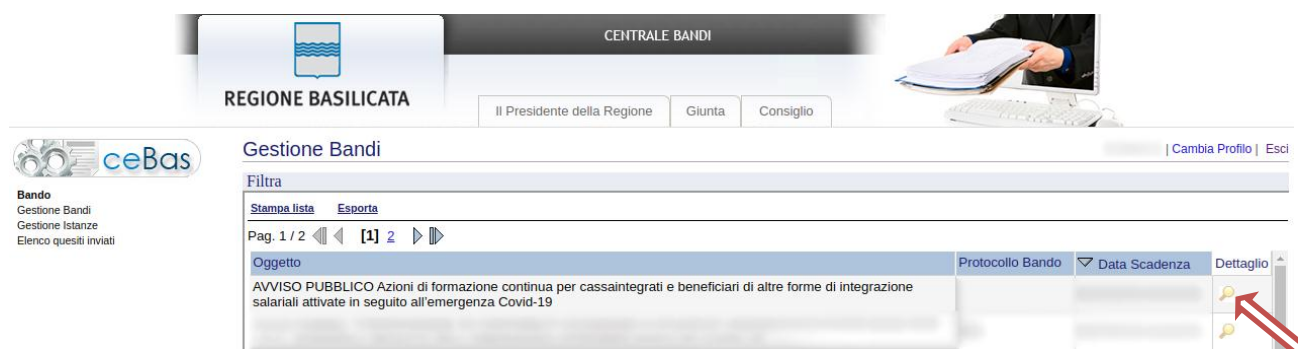 CENTRALE BANDI
REGIONE BASILICATA
Il Presidente della Regione Giunta Consiglio
ceBas
Gestione Bandi
| Cambia Profilo | Esci
Bando
Gestione Bandi
Gestione Istanze
Elenco quesiti inviati
Filtra
Stampa lista Esporta
Pag. 1 / 2 [1] 2
Oggetto Protocollo Bando Data Scadenza Dettaglio
AVVISO PUBBLICO Azioni di formazione continua per cassaintegrati e beneficiari di altre forme di integrazione
salariali attivate in seguito all'emergenza Covid-19